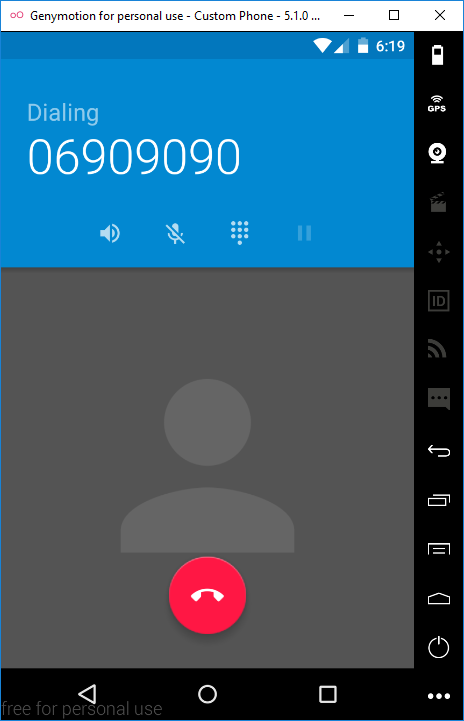 Genymotion for personal use - Custom Phone - 5.1.0 ...
6:19
Dialing
06909090
GPS
ID
free for personal use